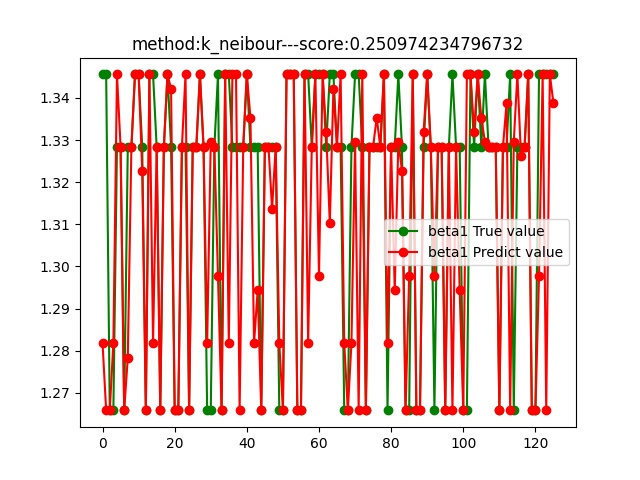 method:k_neibour---score:0.250974234796732
1.34
1.33
1.32
1.31
1.30
1.29
1.28
1.27
beta1 True value
beta1 Predict value
0 20 40 60 80 100 120